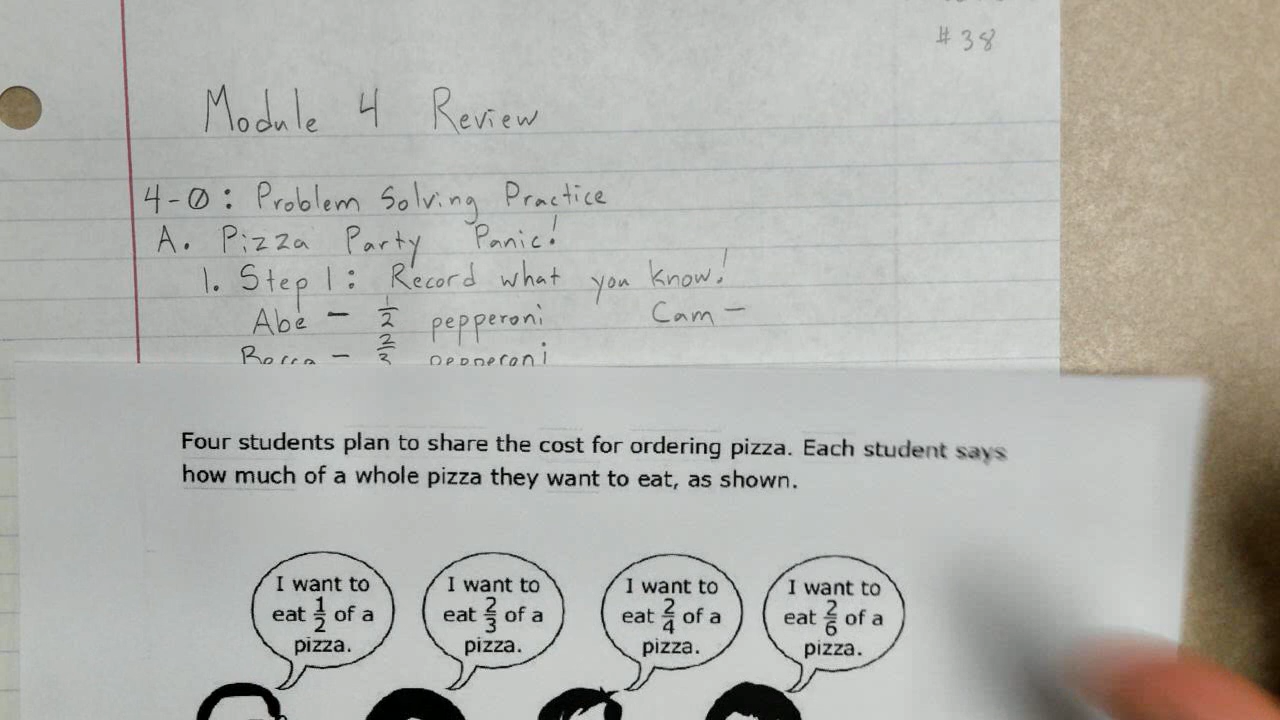 # 38
Module 4 Review
4-0: Problem Solving Practice
A. Pizza Party Panic!
1. Step 1: Record what you know!
Abe - 1/2 pepperoni Cam -
- 2/3 pepperoni
Four students plan to share the cost for ordering pizza. Each student says
how much of a whole pizza they want to eat, as shown.
I want to
eat 1/2 of a
pizza.
I want to
eat 2/3 of a
pizza.
I want to
eat 2/4 of a
pizza.
I want to
eat 2/6 of a
pizza.